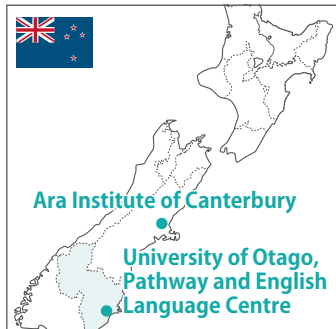 Ara Institute of Canterbury
University of Otago,
Pathway and English
Language Centre